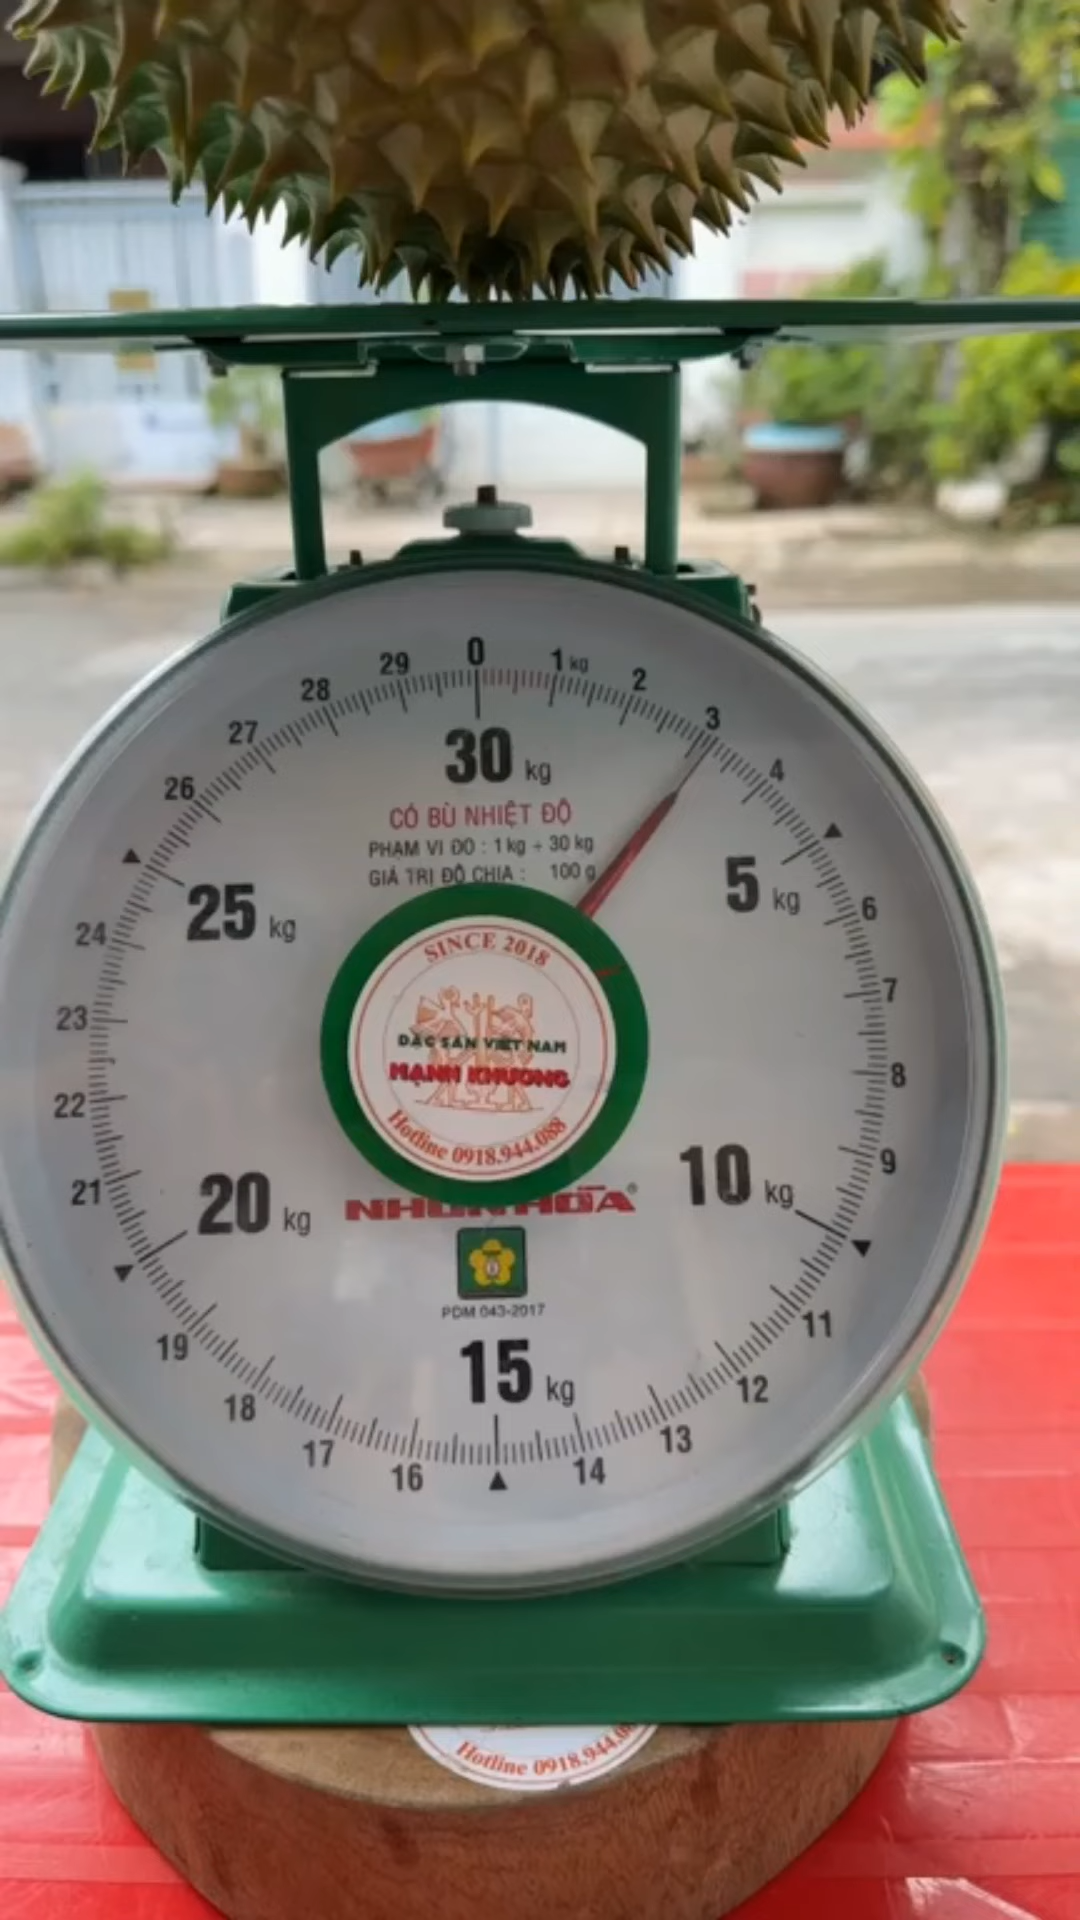 0
1 kg
2
3
4
5 kg
6
7
8
9
10 kg
11
12
13
14
15 kg
16
17
18
19
20 kg
21
22
23
24
25 kg
26
27
28
29
30 kg
CÓ BÙ NHIỆT ĐỘ
PHẠM VI ĐO : 1 kg ÷ 30 kg
GIÁ TRỊ ĐỘ CHIA : 100 g
SINCE 2018
ĐẶC SẢN VIỆT NAM
MẠNH KHƯƠNG
Hotline 0918.944.088
NHƠN HÒA®
PDM 043-2017
Hotline 0918.944.0